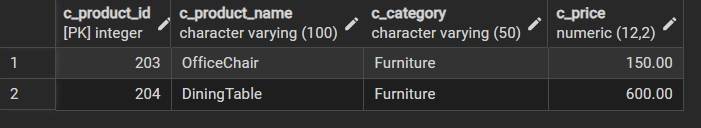 c_product_id c_product_name c_category c_price
[PK] integer character varying (100) character varying (50) numeric (12,2)
1 203 OfficeChair Furniture 150.00
2 204 DiningTable Furniture 600.00